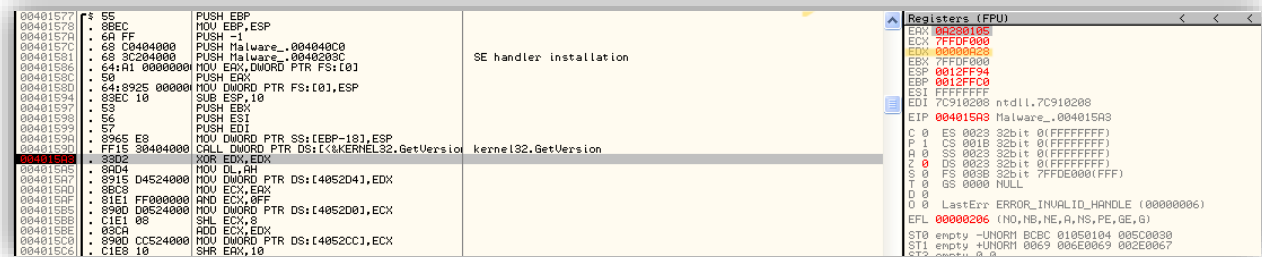 00401577 $ 55 PUSH EBP
00401578 . 8BEC MOV EBP,ESP
0040157A . 6A FF PUSH -1
0040157C . 68 C0404000 PUSH Malware_.004040C0
00401581 . 68 3C204000 PUSH Malware_.0040203C SE handler installation
00401586 . 64:A1 0000000 MOV EAX,DWORD PTR FS:[0]
0040158C . 50 PUSH EAX
0040158D . 64:8925 00000 MOV DWORD PTR FS:[0],ESP
00401594 . 83EC 10 SUB ESP,10
00401597 . 53 PUSH EBX
00401598 . 56 PUSH ESI
00401599 . 57 PUSH EDI
0040159A . 8965 E8 MOV DWORD PTR SS:[EBP-18],ESP
0040159D . FF15 30404000 CALL DWORD PTR DS:[<&KERNEL32.GetVersio kernel32.GetVersion
004015A3 . 33D2 XOR EDX,EDX
004015A5 . 8AD4 MOV DL,AH
004015A7 . 8915 D4524000 MOV DWORD PTR DS:[4052D4],EDX
004015AD . 8BC8 MOV ECX,EAX
004015AF . 81E1 FF000000 AND ECX,0FF
004015B5 . 890D D0524000 MOV DWORD PTR DS:[4052D0],ECX
004015BB . C1E1 08 SHL ECX,8
004015BE . 03CA ADD ECX,EDX
004015C0 . 890D CC524000 MOV DWORD PTR DS:[4052CC],ECX
004015C6 . C1E8 10 SHR EAX,10
Registers (FPU) < < <
EAX 0A280105
ECX 7FFDF000
EDX 00000A28
EBX 7FFDF000
ESP 0012FF94
EBP 0012FFC0
ESI FFFFFFFF
EDI 7C910208 ntdll.7C910208
EIP 004015A3 Malware_.004015A3
C 0 ES 0023 32bit 0(FFFFFFFF)
P 1 CS 001B 32bit 0(FFFFFFFF)
A 0 SS 0023 32bit 0(FFFFFFFF)
Z 0 DS 0023 32bit 0(FFFFFFFF)
S 0 FS 003B 32bit 7FFDE000(FFF)
T 0 GS 0000 NULL
D 0
O 0 LastErr ERROR_INVALID_HANDLE (00000006)
EFL 00000206 (NO,NB,NE,A,NS,PE,GE,G)
ST0 empty -UNORM BCBC 01050104 005C0030
ST1 empty +UNORM 0069 006E0069 002E0067
ST2 empty 0.0